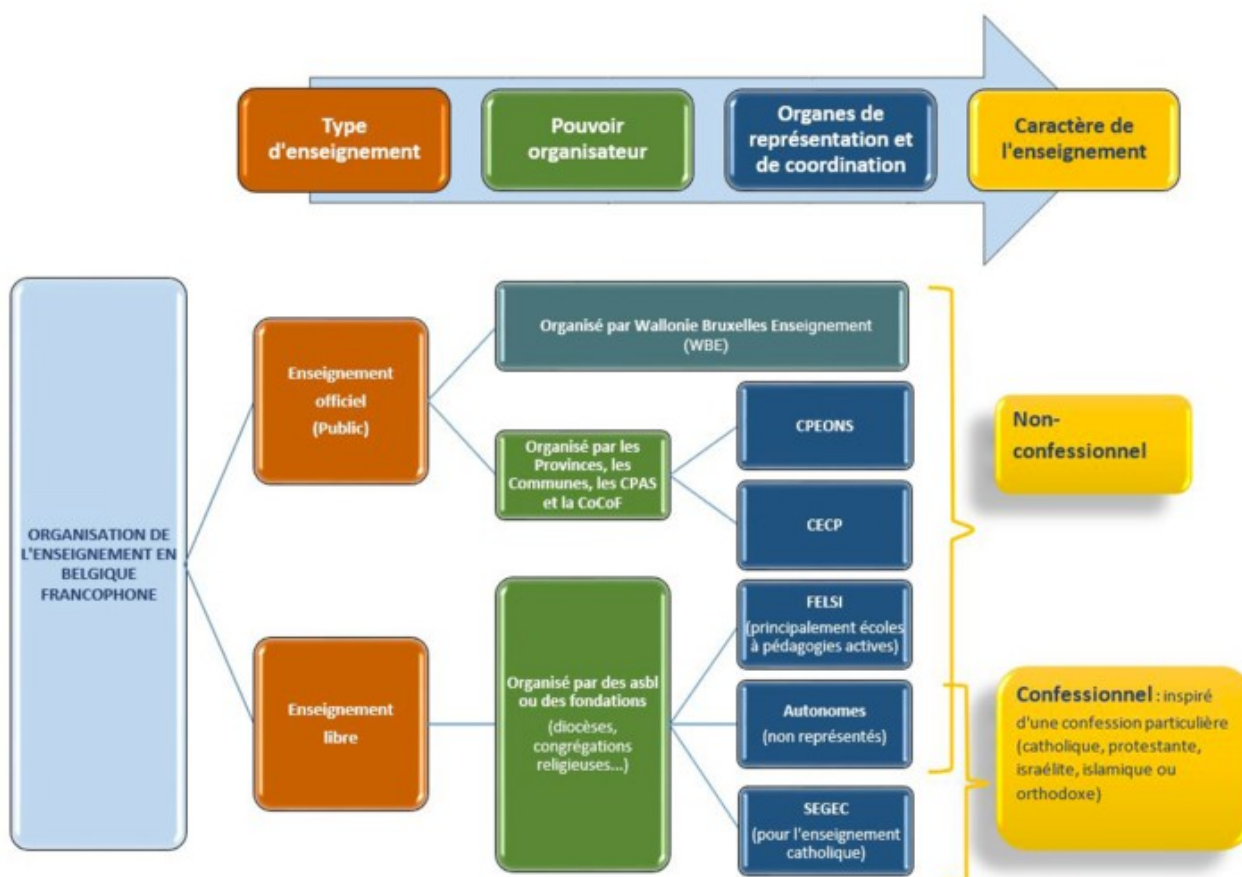 Type
d'enseignement
Pouvoir
organisateur
Organes de
représentation et
de coordination
Caractère de
l'enseignement
ORGANISATION DE
L'ENSEIGNEMENT EN
BELGIQUE
FRANCOPHONE
Enseignement
officiel
(Public)
Organisé par Wallonie Bruxelles Enseignement
(WBE)
Organisé par les
Provinces, les
Communes, les CPAS
et la CoCoF
CPEONS
CECP
Non-
confessionnel
Enseignement
libre
Organisé par des asbl
ou des fondations
(diocèses,
congrégations
religieuses...)
FELSI
(principalement écoles
à pédagogies actives)
Autonomes
(non représentés)
SEGEC
(pour l'enseignement
catholique)
Confessionnel : inspiré
d'une confession particulière
(catholique, protestante,
israélite, islamique ou
orthodoxe)